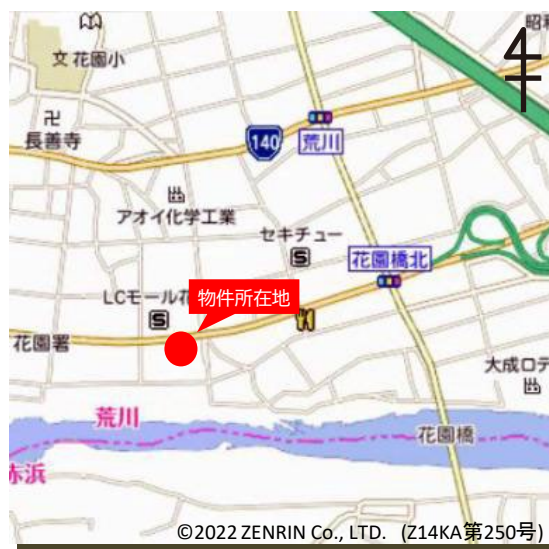 昭和
文 花園小
卍
長善寺
140
荒川
アオイ化学工業
セキチュー
S
花園橋北
LCモール花
物件所在地
S
花園署
大成ロテ
荒川
花園橋
赤浜
©2022 ZENRIN Co., LTD. (Z14KA第250号)